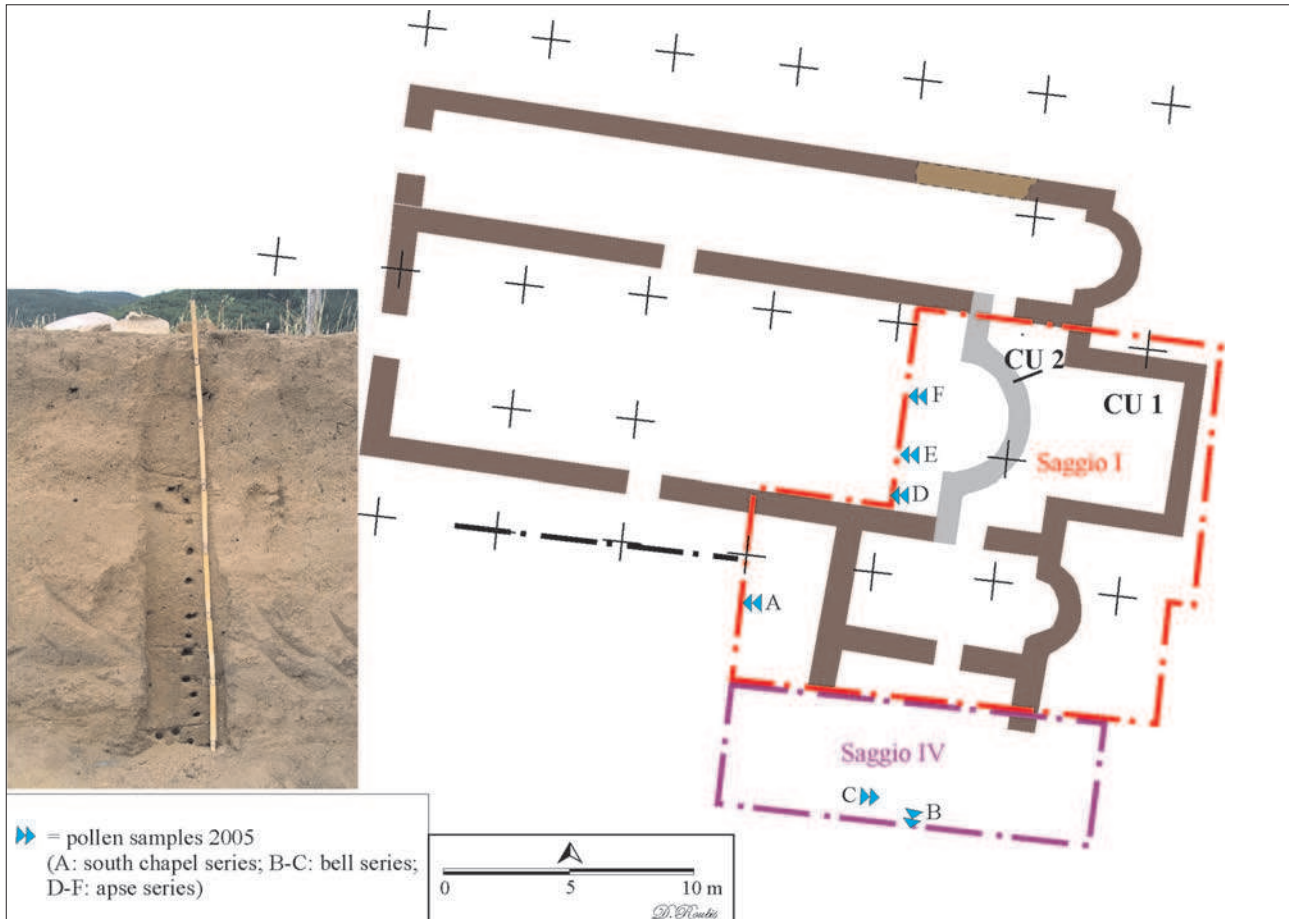 CU 2
F
CU 1
E
Saggio I
D
A
Saggio IV
C
B
= pollen samples 2005
(A: south chapel series; B-C: bell series;
D-F: apse series)
0 5 10 m
D. Roubis